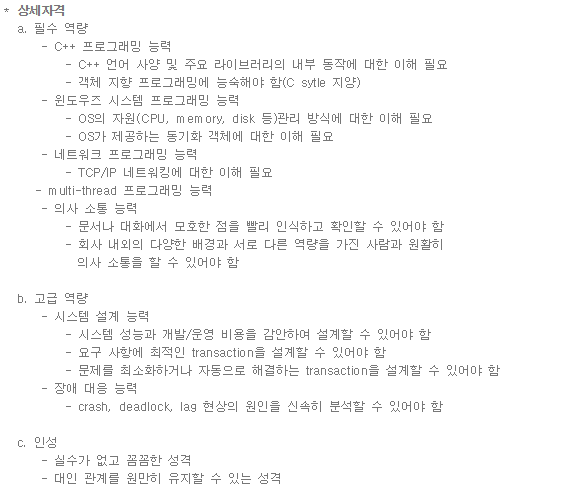 * 상세자격
a. 필수 역량
- C++ 프로그래밍 능력
- C++ 언어 사양 및 주요 라이브러리의 내부 동작에 대한 이해 필요
- 객체 지향 프로그래밍에 능숙해야 함(C sytle 지양)
- 윈도우즈 시스템 프로그래밍 능력
- OS의 자원(CPU, memory, disk 등)관리 방식에 대한 이해 필요
- OS가 제공하는 동기화 객체에 대한 이해 필요
- 네트워크 프로그래밍 능력
- TCP/IP 네트워킹에 대한 이해 필요
- multi-thread 프로그래밍 능력
- 의사 소통 능력
- 문서나 대화에서 모호한 점을 빨리 인식하고 확인할 수 있어야 함
- 회사 내외의 다양한 배경과 서로 다른 역량을 가진 사람과 원활히
의사 소통을 할 수 있어야 함
b. 고급 역량
- 시스템 설계 능력
- 시스템 성능과 개발/운영 비용을 감안하여 설계할 수 있어야 함
- 요구 사항에 최적인 transaction을 설계할 수 있어야 함
- 문제를 최소화하거나 자동으로 해결하는 transaction을 설계할 수 있어야 함
- 장애 대응 능력
- crash, deadlock, lag 현상의 원인을 신속히 분석할 수 있어야 함
c. 인성
- 실수가 없고 꼼꼼한 성격
- 대인 관계를 원만히 유지할 수 있는 성격